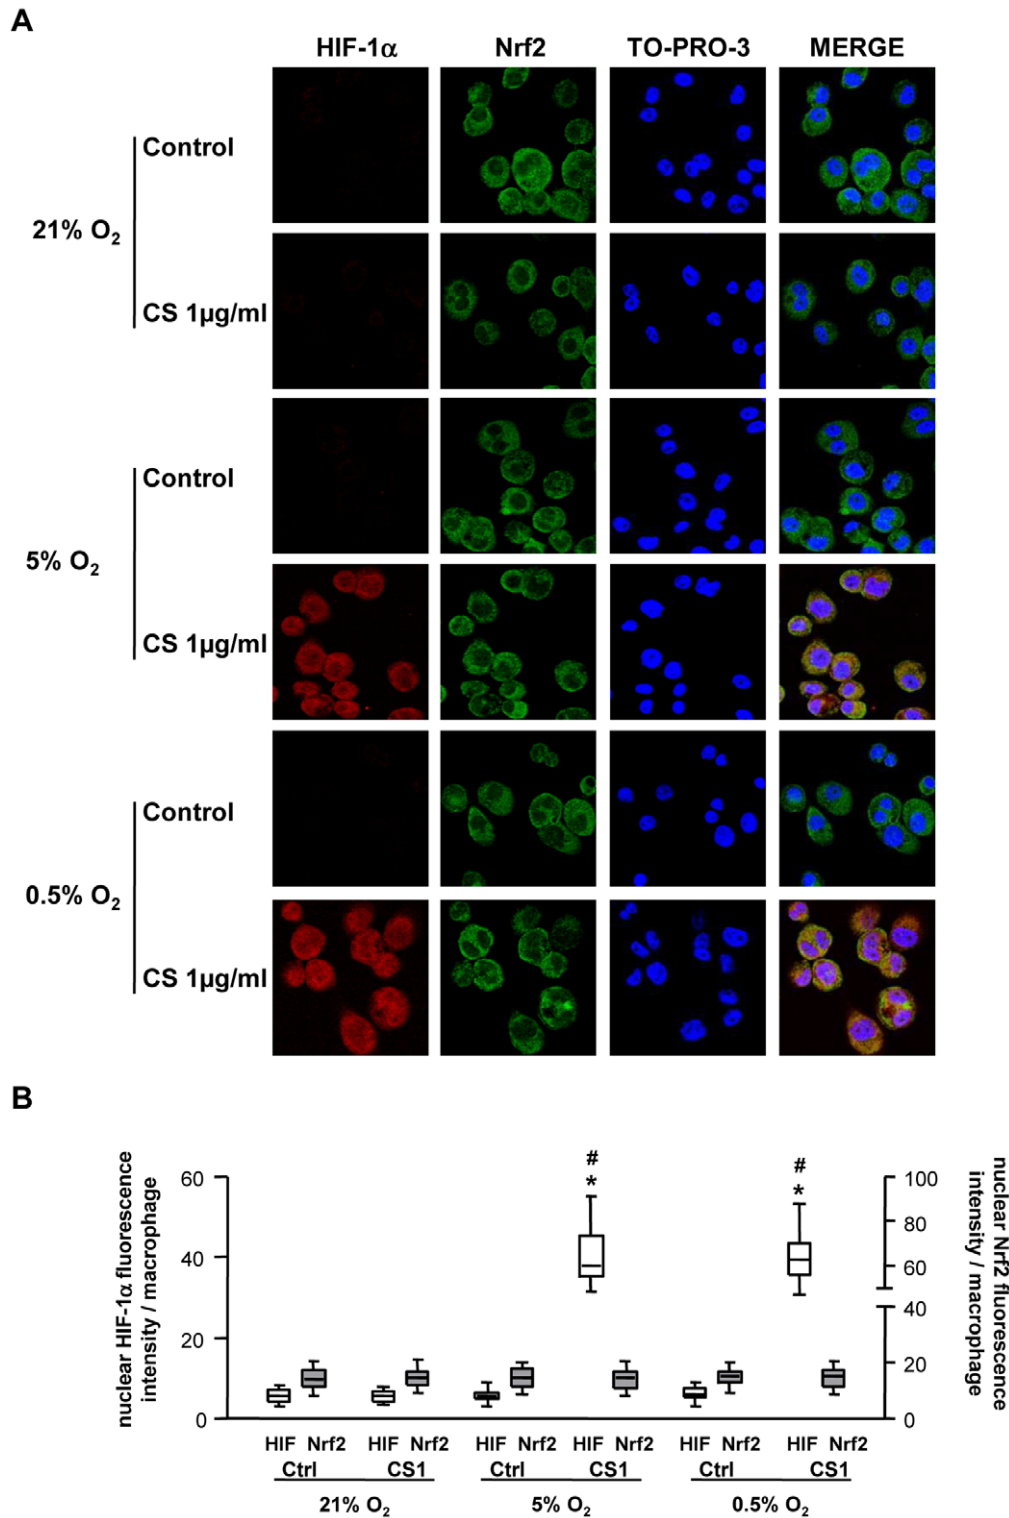 A
HIF-1α Nrf2 TO-PRO-3 MERGE
Control
21% O₂
CS 1µg/ml
Control
5% O₂
CS 1µg/ml
Control
0.5% O₂
CS 1µg/ml
B
nuclear HIF-1α fluorescence
intensity / macrophage
60
40
20
0
# #
* *
100
80
60
40
20
0
nuclear Nrf2 fluorescence
intensity / macrophage
HIF Nrf2 HIF Nrf2 HIF Nrf2 HIF Nrf2 HIF Nrf2 HIF Nrf2
Ctrl CS1 Ctrl CS1 Ctrl CS1
21% O₂ 5% O₂ 0.5% O₂